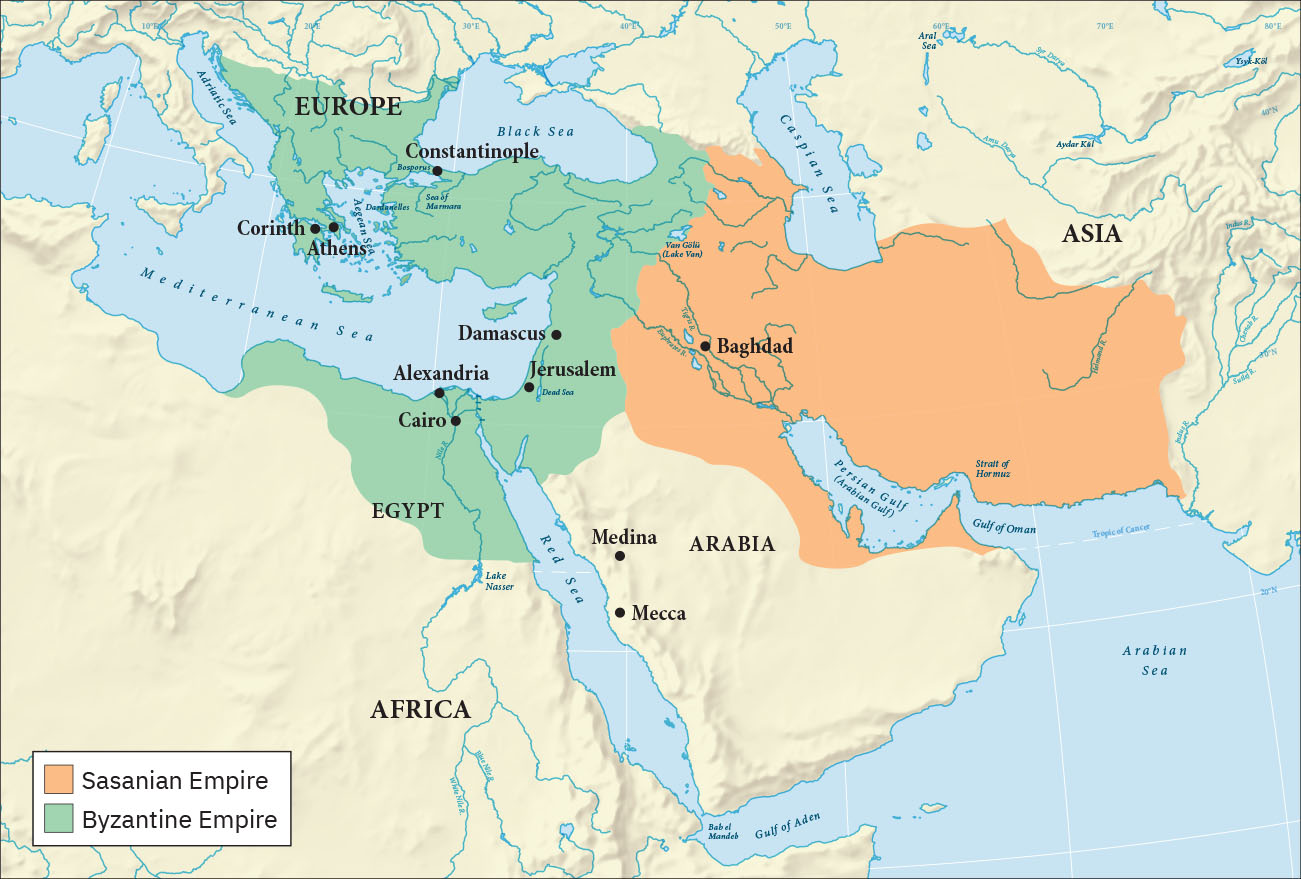 10°E
20°E
30°E
40°E
50°E
60°E
70°E
80°E
Aral
Sea
Syr Darya
Ysyk-Köl
Adriatic Sea
EUROPE
Black Sea
Caspian Sea
40°N
Constantinople
Bosporus
Amu Darya
Aydar Kül
Sea of
Marmara
Dardanelles
Aegean Sea
Corinth
Athens
Van Gölü
(Lake Van)
ASIA
Indus R.
Mediterranean Sea
Damascus
Tigris R.
Euphrates R.
Baghdad
Helmand R.
Chenab R.
30°N
Sutlej R.
Alexandria
Jerusalem
Dead Sea
Cairo
Nile R.
Indus R.
Persian Gulf
(Arabian Gulf)
Strait of
Hormuz
EGYPT
Gulf of Oman
Tropic of Cancer
Medina
ARABIA
Red Sea
Lake
Nasser
20°N
Mecca
Arabian
Sea
AFRICA
Blue Nile R.
White Nile R.
Bab el
Mandeb
Gulf of Aden
Sasanian Empire
Byzantine Empire